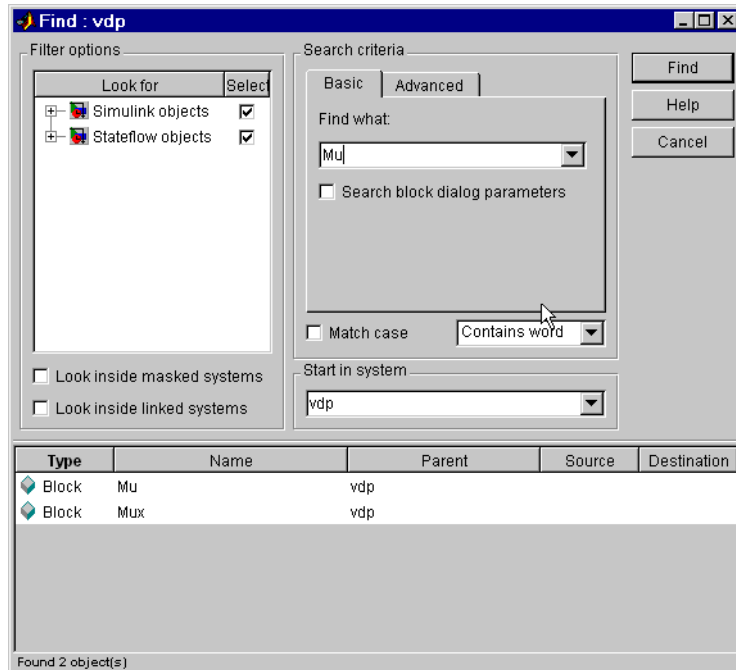 Find : vdp
Filter options
Look for Select
Simulink objects
Stateflow objects
Look inside masked systems
Look inside linked systems
Search criteria
Basic Advanced
Find what:
Mu
Search block dialog parameters
Match case Contains word
Start in system
vdp
Find
Help
Cancel
Type Name Parent Source Destination
Block Mu vdp
Block Mux vdp
Found 2 object(s)